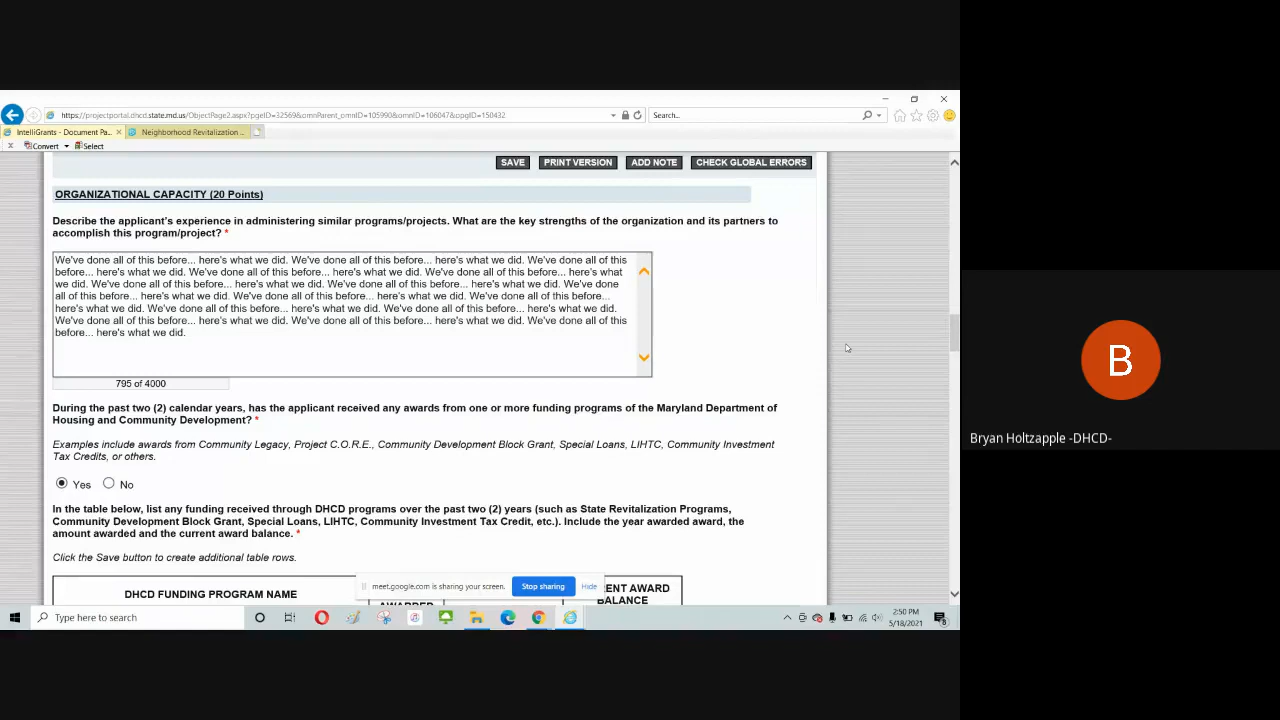 https://projectportal.dhcd.state.md.us/ObjectPage2.aspx?pgeID=32569&omnParent_omnID=105990&omnID=106047&opgID=150432
Search...
IntelliGrants - Document Pa...
Neighborhood Revitalization ...
Convert
Select
SAVE
PRINT VERSION
ADD NOTE
CHECK GLOBAL ERRORS
ORGANIZATIONAL CAPACITY (20 Points)
Describe the applicant's experience in administering similar programs/projects. What are the key strengths of the organization and its partners to
accomplish this program/project? *
We've done all of this before... here's what we did. We've done all of this before... here's what we did. We've done all of this
before... here's what we did. We've done all of this before... here's what we did. We've done all of this before... here's what
we did. We've done all of this before... here's what we did. We've done all of this before... here's what we did. We've done
all of this before... here's what we did. We've done all of this before... here's what we did. We've done all of this before...
here's what we did. We've done all of this before... here's what we did. We've done all of this before... here's what we did.
We've done all of this before... here's what we did. We've done all of this before... here's what we did. We've done all of this
before... here's what we did.
795 of 4000
During the past two (2) calendar years, has the applicant received any awards from one or more funding programs of the Maryland Department of
Housing and Community Development? *
Examples include awards from Community Legacy, Project C.O.R.E., Community Development Block Grant, Special Loans, LIHTC, Community Investment
Tax Credits, or others.
Yes
No
In the table below, list any funding received through DHCD programs over the past two (2) years (such as State Revitalization Programs,
Community Development Block Grant, Special Loans, LIHTC, Community Investment Tax Credit, etc.). Include the year awarded award, the
amount awarded and the current award balance. *
Click the Save button to create additional table rows.
DHCD FUNDING PROGRAM NAME
AWARDED
RENT AWARD
BALANCE
meet.google.com is sharing your screen.
Stop sharing
Hide
Type here to search
2:50 PM
5/18/2021
B
Bryan Holtzapple -DHCD-